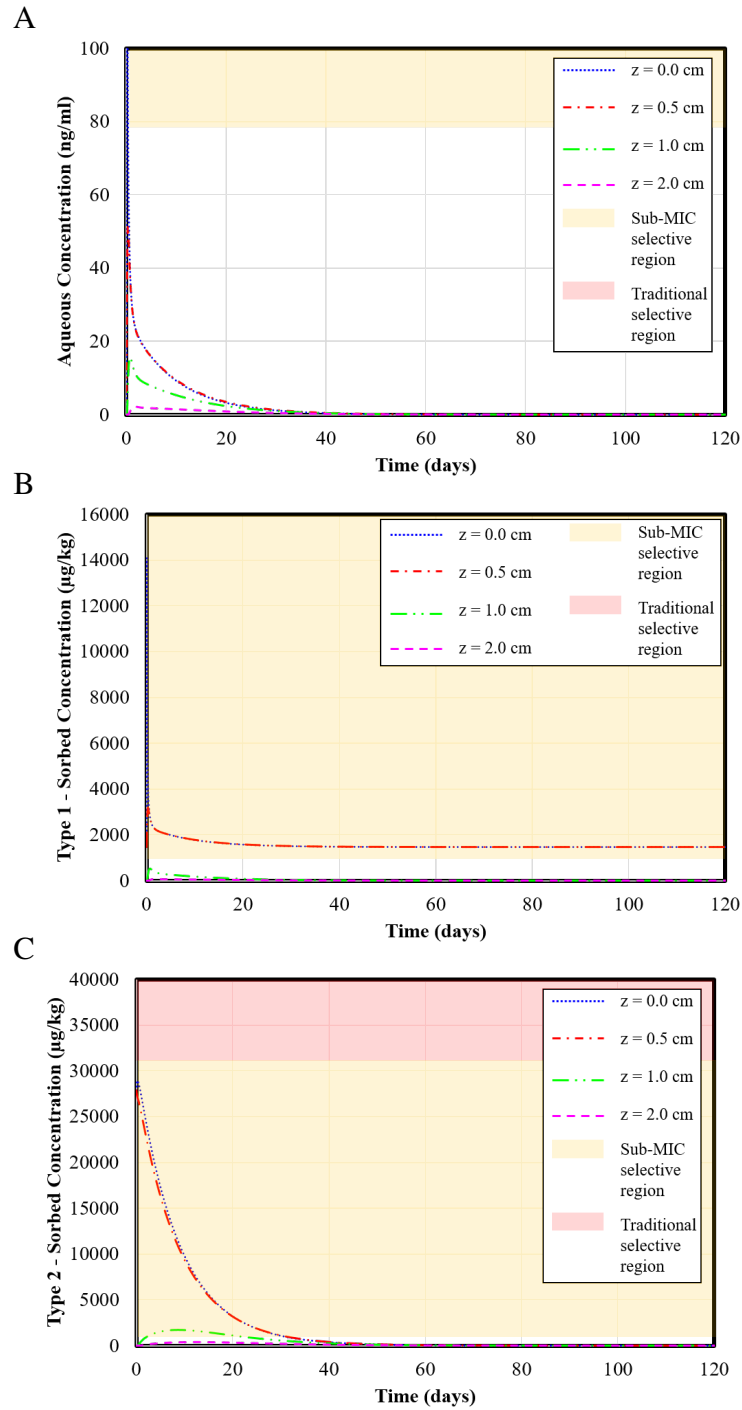 A
Aqueous Concentration (ng/ml)
100
80
60
40
20
0
0 20 40 60 80 100 120
Time (days)
z = 0.0 cm
z = 0.5 cm
z = 1.0 cm
z = 2.0 cm
Sub-MIC
selective
region
Traditional
selective
region
B
Type 1 - Sorbed Concentration (µg/kg)
16000
14000
12000
10000
8000
6000
4000
2000
0
0 20 40 60 80 100 120
Time (days)
z = 0.0 cm
z = 0.5 cm
z = 1.0 cm
z = 2.0 cm
Sub-MIC
selective
region
Traditional
selective
region
C
Type 2 - Sorbed Concentration (µg/kg)
40000
35000
30000
25000
20000
15000
10000
5000
0
0 20 40 60 80 100 120
Time (days)
z = 0.0 cm
z = 0.5 cm
z = 1.0 cm
z = 2.0 cm
Sub-MIC
selective
region
Traditional
selective
region